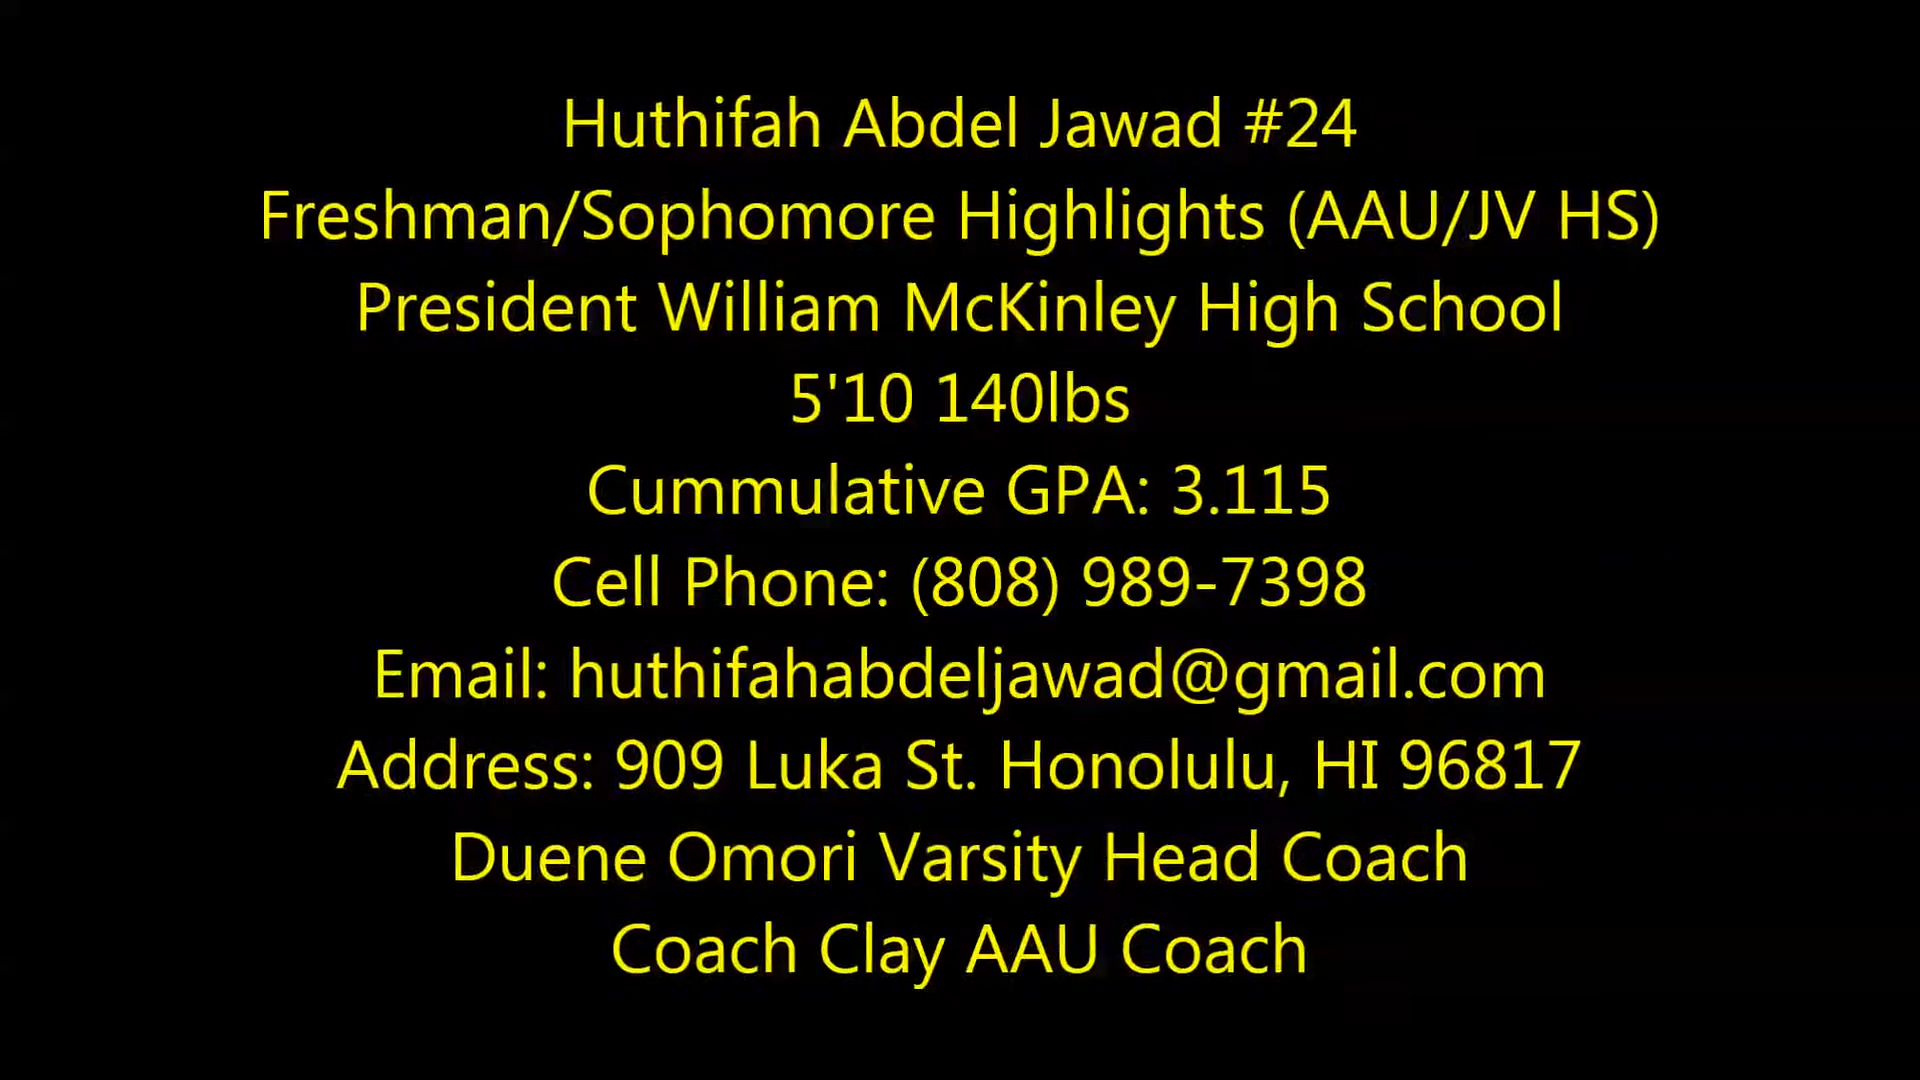 Huthifah Abdel Jawad #24
Freshman/Sophomore Highlights (AAU/JV HS)
President William McKinley High School
5'10 140lbs
Cummulative GPA: 3.115
Cell Phone: (808) 989-7398
Email: huthifahabdeljawad@gmail.com
Address: 909 Luka St. Honolulu, HI 96817
Duene Omori Varsity Head Coach
Coach Clay AAU Coach